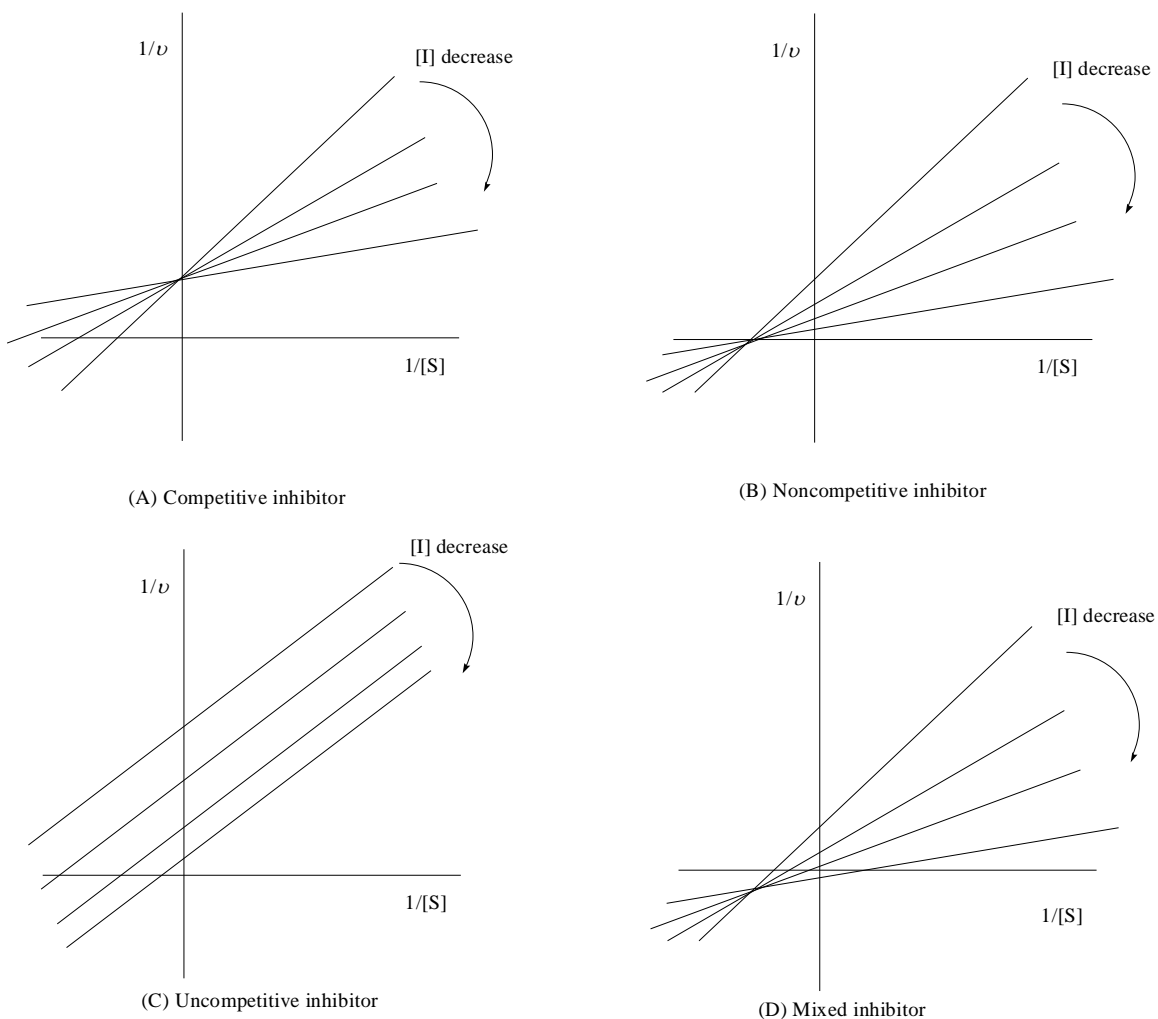 1/υ
[I] decrease
1/[S]
(A) Competitive inhibitor
1/υ
[I] decrease
1/[S]
(B) Noncompetitive inhibitor
1/υ
[I] decrease
1/[S]
(C) Uncompetitive inhibitor
1/υ
[I] decrease
1/[S]
(D) Mixed inhibitor